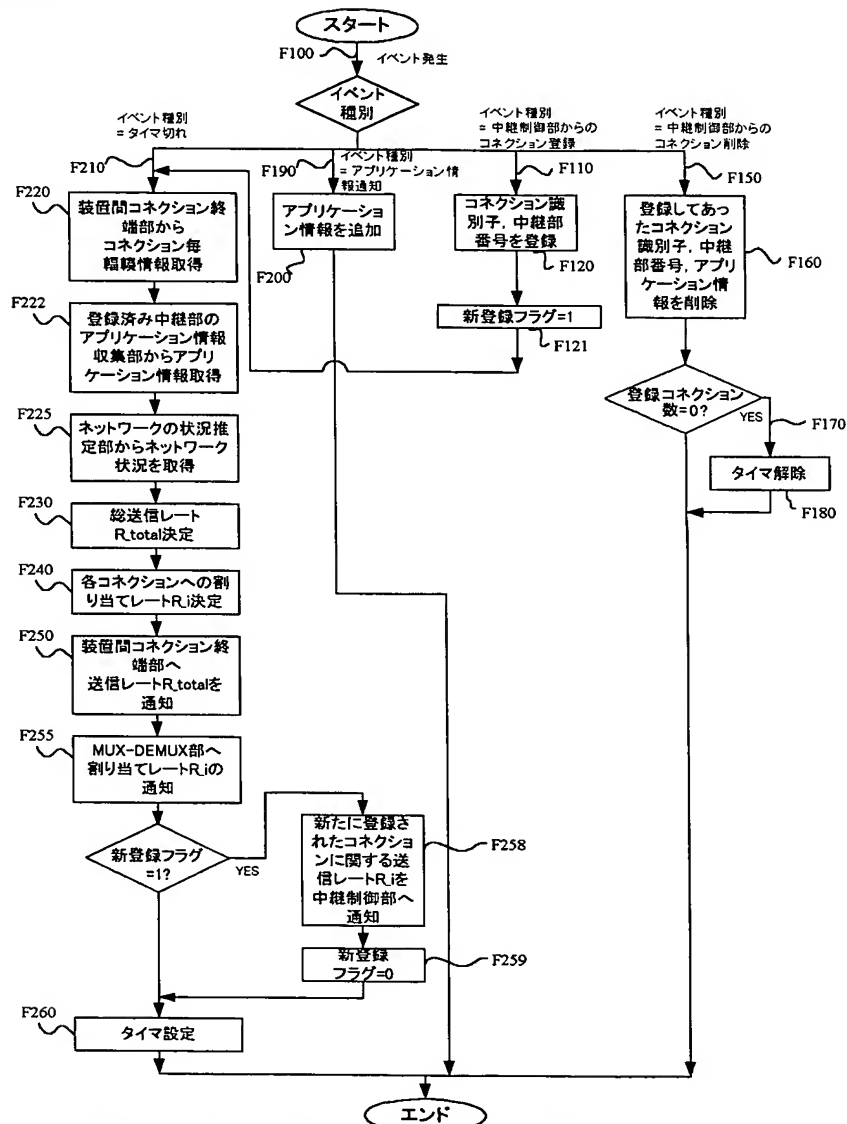 スタート
F100
イベント発生
イベント
種別
イベント種別
= タイマ切れ
F210
F190
イベント種別
= アプリケーション情
報通知
イベント種別
= 中継制御部からの
コネクション登録
F110
イベント種別
= 中継制御部からの
コネクション削除
F150
F220
装置間コネクション終
端部から
コネクション毎
輻輳情報取得
アプリケーショ
ン情報を追加
F200
コネクション識
別子，中継部
番号を登録
F120
登録してあっ
たコネクション
識別子，中継
部番号，アプリ
ケーション情
報を削除
F160
F222
登録済み中継部の
アプリケーション情報
収集部からアプリ
ケーション情報取得
新登録フラグ=1
F121
登録コネクション
数=0?
YES
F170
タイマ解除
F180
F225
ネットワークの状況推
定部からネットワーク
状況を取得
F230
総送信レート
R_total決定
F240
各コネクションへの割
り当てレートR_i決定
F250
装置間コネクション終
端部へ
送信レートR_totalを
通知
F255
MUX-DEMUX部へ
割り当てレートR_iの
通知
新登録フラグ
=1?
YES
新たに登録さ
れたコネクショ
ンに関する送
信レートR_iを
中継制御部へ
通知
F258
新登録
フラグ=0
F259
F260
タイマ設定
エンド